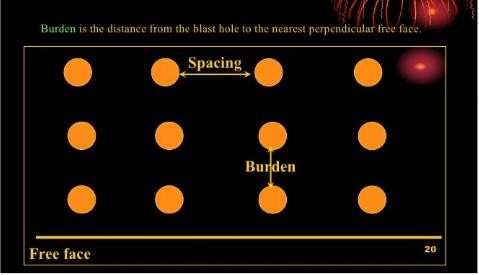 Burden is the distance from the blast hole to the nearest perpendicular free face.
Spacing
Burden
20
Free face